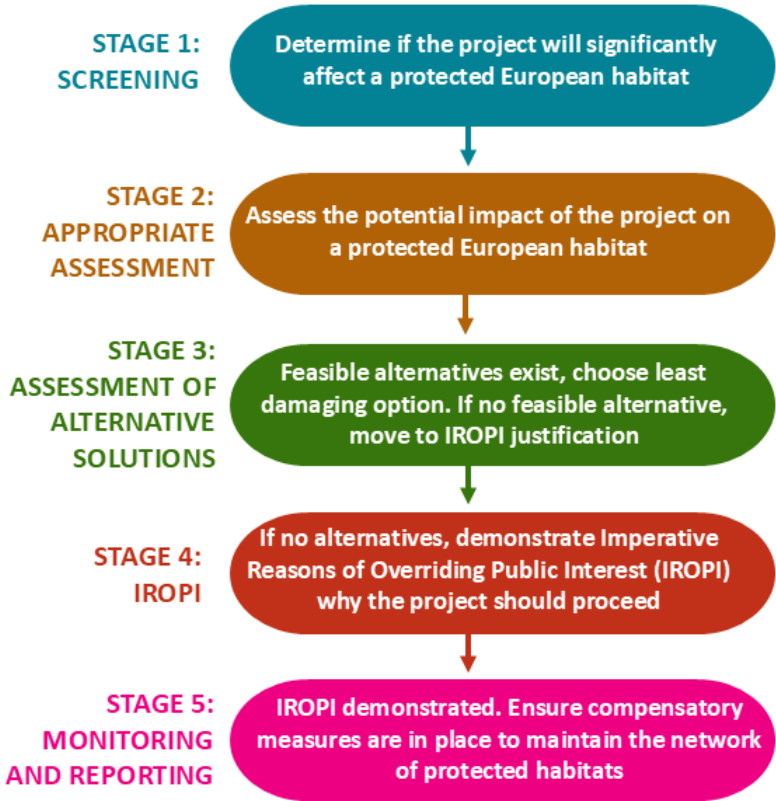 STAGE 1:
SCREENING
Determine if the project will significantly
affect a protected European habitat
STAGE 2:
APPROPRIATE
ASSESSMENT
Assess the potential impact of the project on
a protected European habitat
STAGE 3:
ASSESSMENT OF
ALTERNATIVE
SOLUTIONS
Feasible alternatives exist, choose least
damaging option. If no feasible alternative,
move to IROPI justification
STAGE 4:
IROPI
If no alternatives, demonstrate Imperative
Reasons of Overriding Public Interest (IROPI)
why the project should proceed
STAGE 5:
MONITORING
AND REPORTING
IROPI demonstrated. Ensure compensatory
measures are in place to maintain the network
of protected habitats